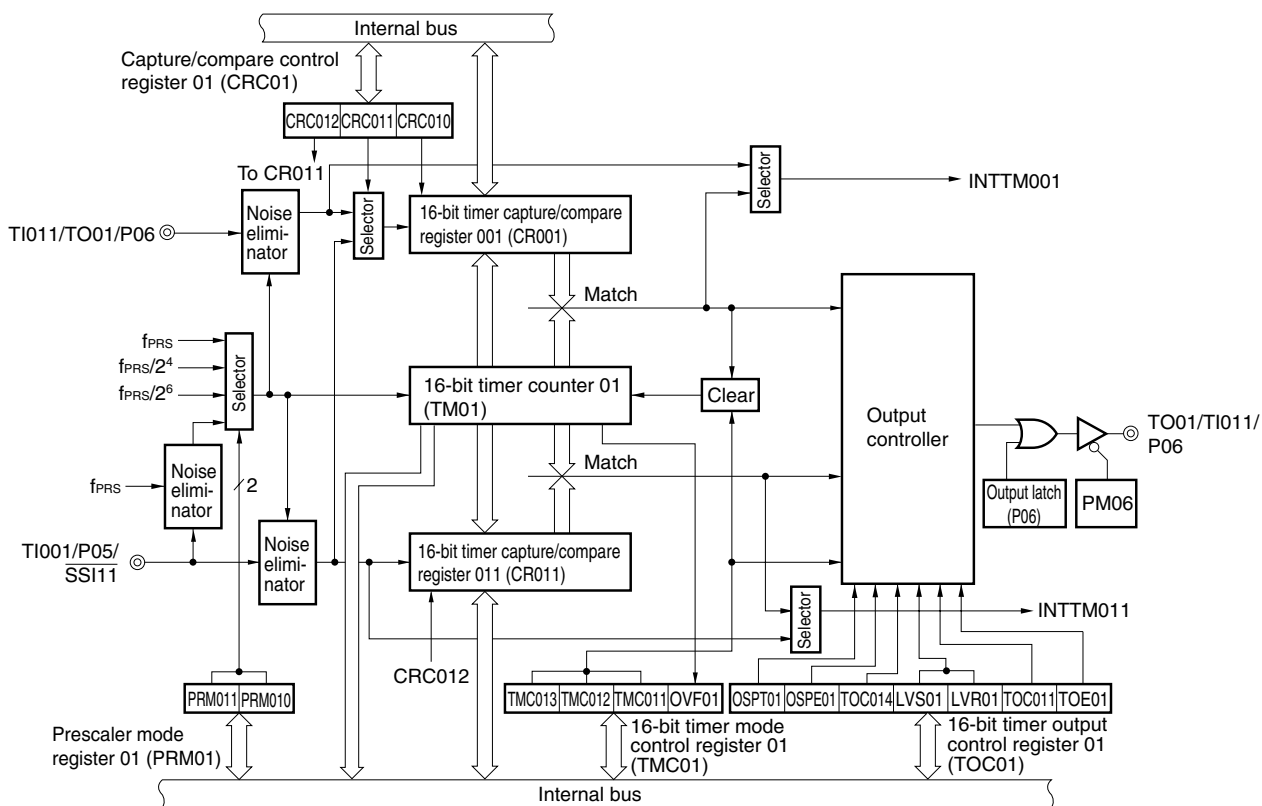 Internal bus
Capture/compare control
register 01 (CRC01)
CRC012 CRC011 CRC010
To CR011
Selector
INTTM001
Noise
elimi-
nator
Selector
16-bit timer capture/compare
register 001 (CR001)
TI011/TO01/P06
Match
fPRS
fPRS/2⁴
fPRS/2⁶
Selector
16-bit timer counter 01
(TM01)
Clear
Output
controller
TO01/TI011/
P06
Match
fPRS
Noise
elimi-
nator
2
Output latch
(P06)
PM06
TI001/P05/
SSI11
Noise
elimi-
nator
16-bit timer capture/compare
register 011 (CR011)
Selector
INTTM011
CRC012
PRM011 PRM010
TMC013 TMC012 TMC011 OVF01
OSPT01 OSPE01 TOC014 LVS01 LVR01 TOC011 TOE01
Prescaler mode
register 01 (PRM01)
16-bit timer mode
control register 01
(TMC01)
16-bit timer output
control register 01
(TOC01)
Internal bus